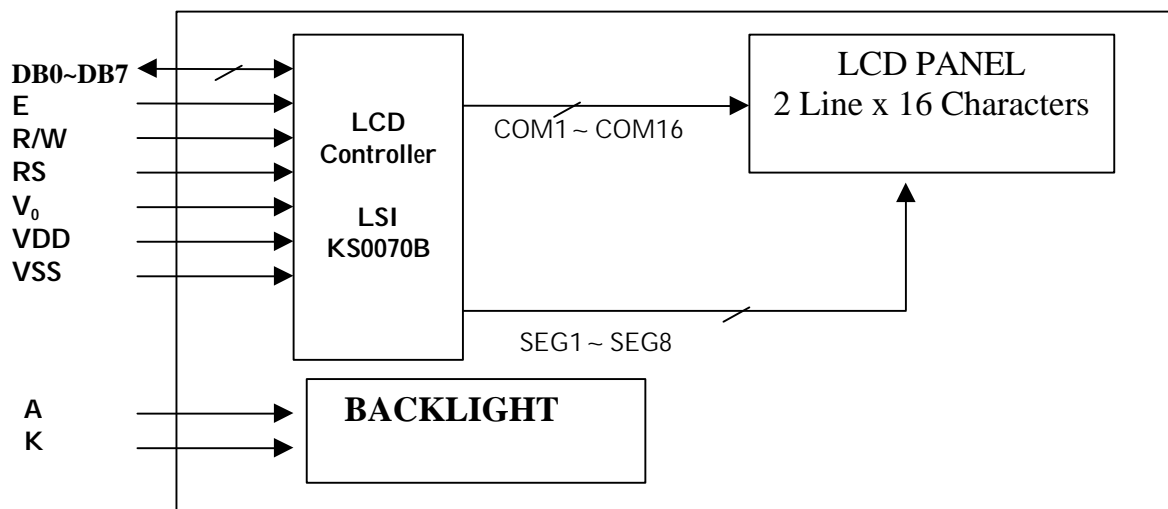 DB0~DB7
E
R/W
RS
V₀
VDD
VSS
LCD
Controller
LSI
KS0070B
COM1 ~ COM16
LCD PANEL
2 Line x 16 Characters
SEG1 ~ SEG8
A
K
BACKLIGHT